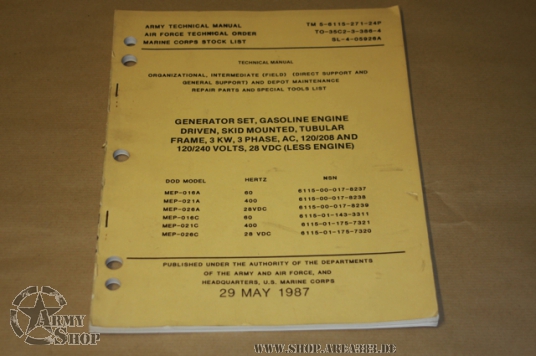 ARMY TECHNICAL MANUAL
AIR FORCE TECHNICAL ORDER
MARINE CORPS STOCK LIST
TM 5-6115-271-24P
TO-35C2-3-386-4
SL-4-05926A
TECHNICAL MANUAL
ORGANIZATIONAL, INTERMEDIATE (FIELD) (DIRECT SUPPORT AND
GENERAL SUPPORT) AND DEPOT MAINTENANCE
REPAIR PARTS AND SPECIAL TOOLS LIST
GENERATOR SET, GASOLINE ENGINE
DRIVEN, SKID MOUNTED, TUBULAR
FRAME, 3 KW, 3 PHASE, AC, 120/208 AND
120/240 VOLTS, 28 VDC (LESS ENGINE)
DOD MODEL HERTZ NSN
MEP-016A 60 6115-00-017-8237
MEP-021A 400 6115-00-017-8238
MEP-026A 28VDC 6115-00-017-8239
MEP-016C 60 6115-01-143-3311
MEP-021C 400 6115-01-175-7321
MEP-026C 28 VDC 6115-01-175-7320
PUBLISHED UNDER THE AUTHORITY OF THE DEPARTMENTS
OF THE ARMY AND AIR FORCE, AND
HEADQUARTERS, U.S. MARINE CORPS
29 MAY 1987
ARMY
SHOP